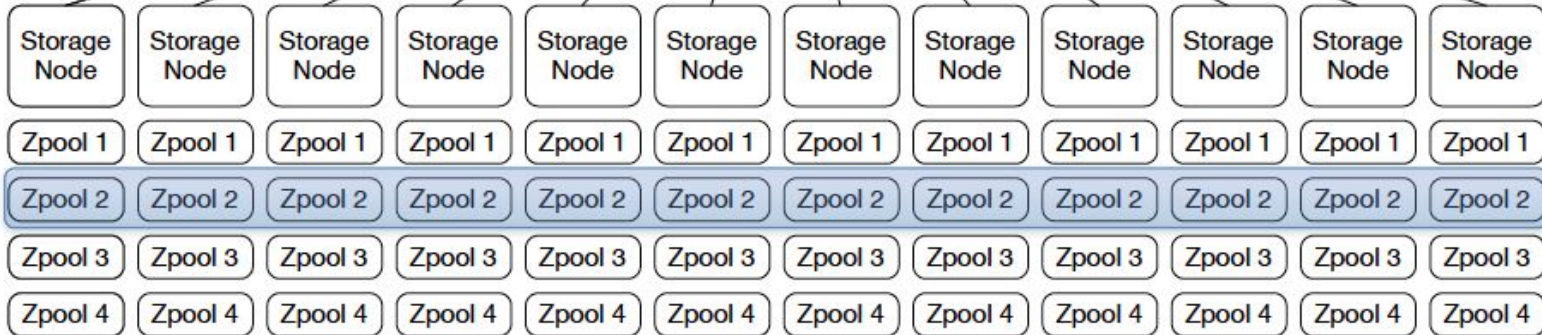 Storage Node Storage Node Storage Node Storage Node Storage Node Storage Node Storage Node Storage Node Storage Node Storage Node Storage Node Storage Node
Zpool 1 Zpool 1 Zpool 1 Zpool 1 Zpool 1 Zpool 1 Zpool 1 Zpool 1 Zpool 1 Zpool 1 Zpool 1 Zpool 1
Zpool 2 Zpool 2 Zpool 2 Zpool 2 Zpool 2 Zpool 2 Zpool 2 Zpool 2 Zpool 2 Zpool 2 Zpool 2 Zpool 2
Zpool 3 Zpool 3 Zpool 3 Zpool 3 Zpool 3 Zpool 3 Zpool 3 Zpool 3 Zpool 3 Zpool 3 Zpool 3 Zpool 3
Zpool 4 Zpool 4 Zpool 4 Zpool 4 Zpool 4 Zpool 4 Zpool 4 Zpool 4 Zpool 4 Zpool 4 Zpool 4 Zpool 4